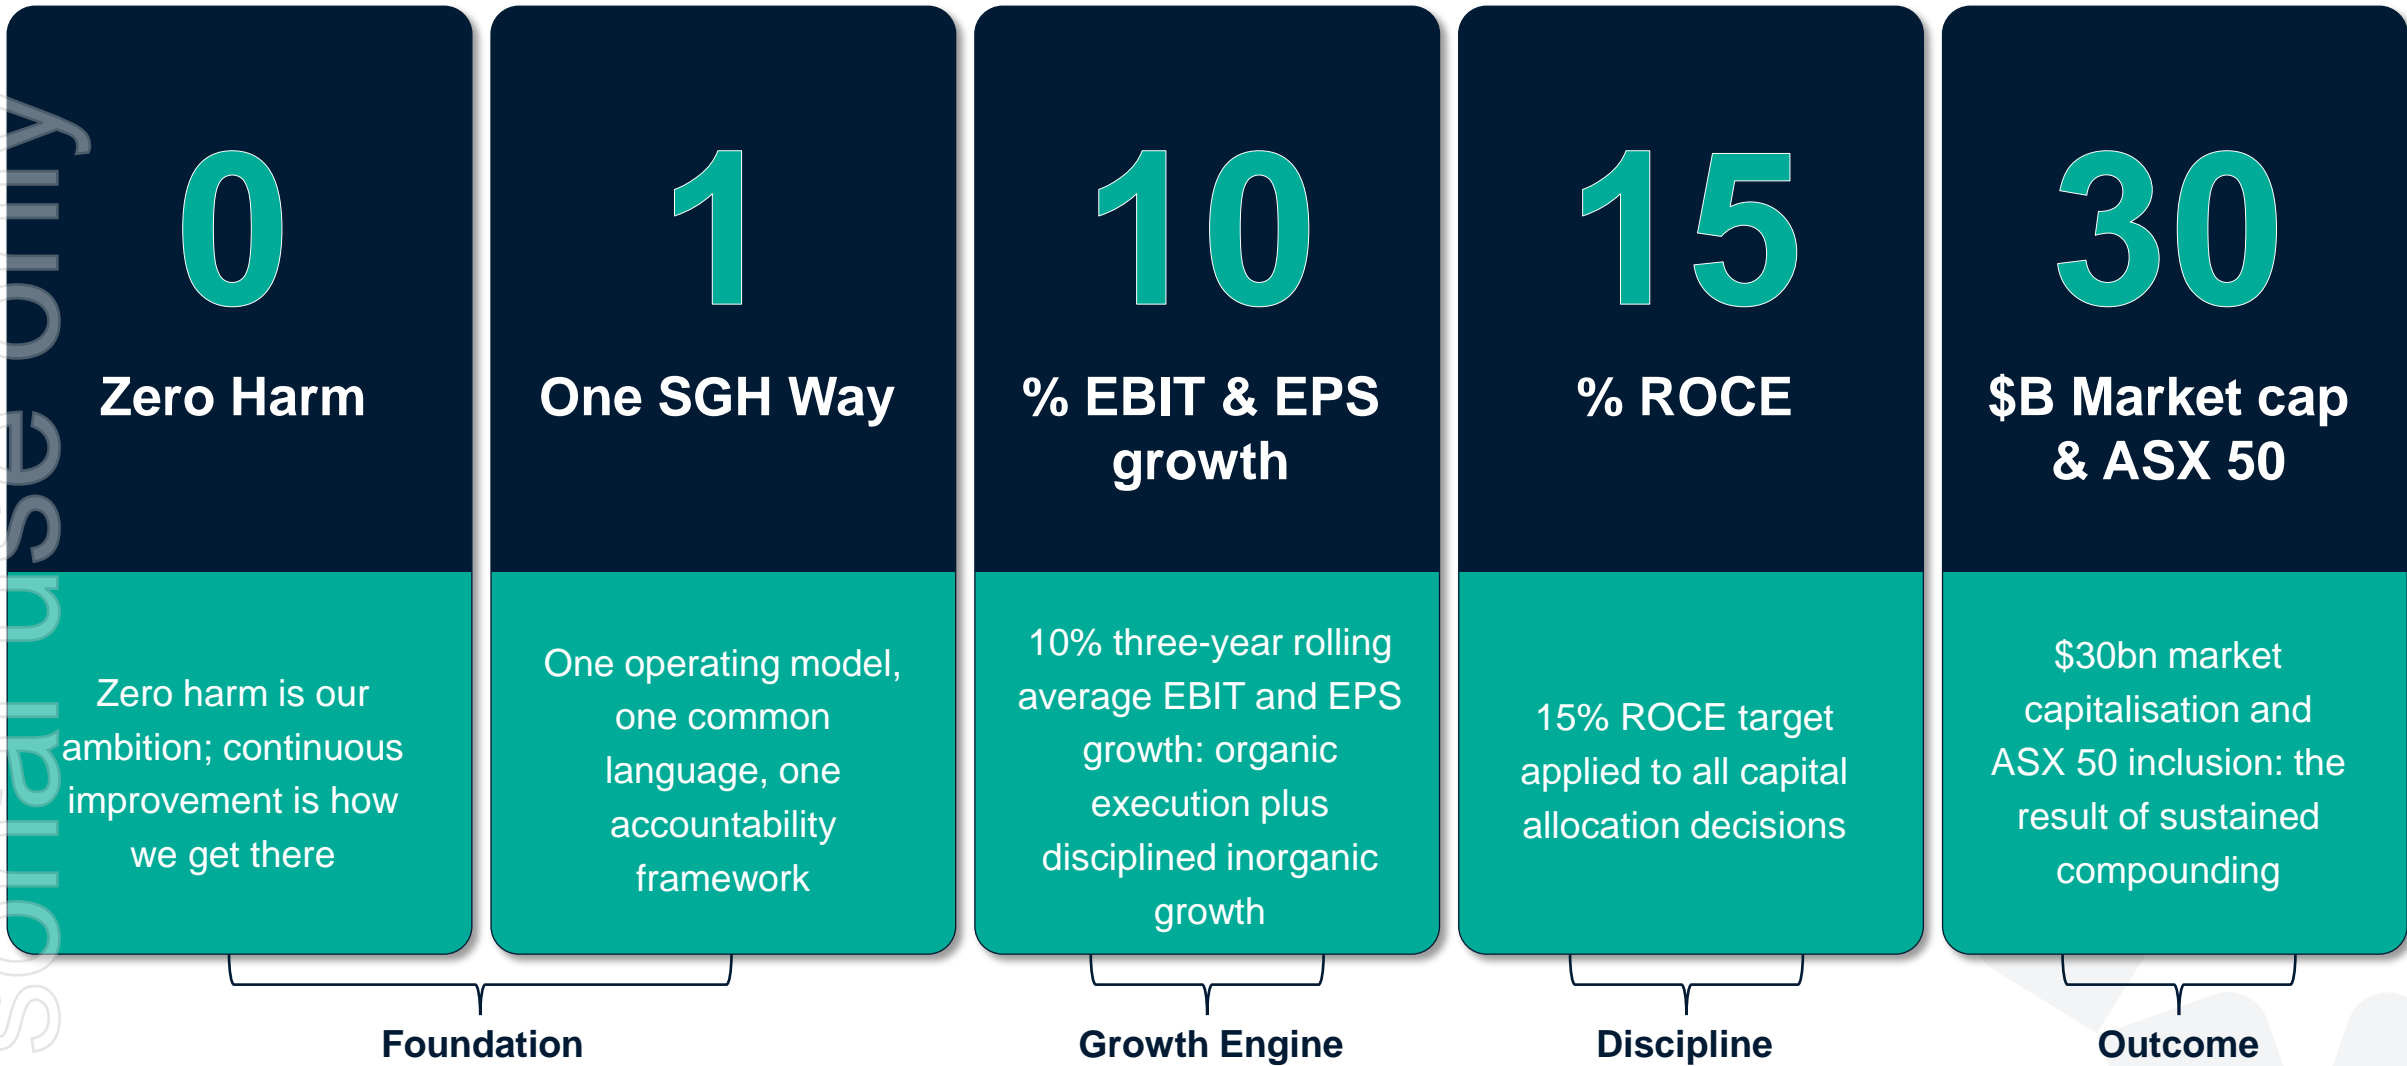 0
Zero Harm
Zero harm is our
ambition; continuous
improvement is how
we get there
1
One SGH Way
One operating model,
one common
language, one
accountability
framework
10
% EBIT & EPS
growth
10% three-year rolling
average EBIT and EPS
growth: organic
execution plus
disciplined inorganic
growth
15
% ROCE
15% ROCE target
applied to all capital
allocation decisions
30
$B Market cap
& ASX 50
$30bn market
capitalisation and
ASX 50 inclusion: the
result of sustained
compounding
Foundation
Growth Engine
Discipline
Outcome
sonal use only